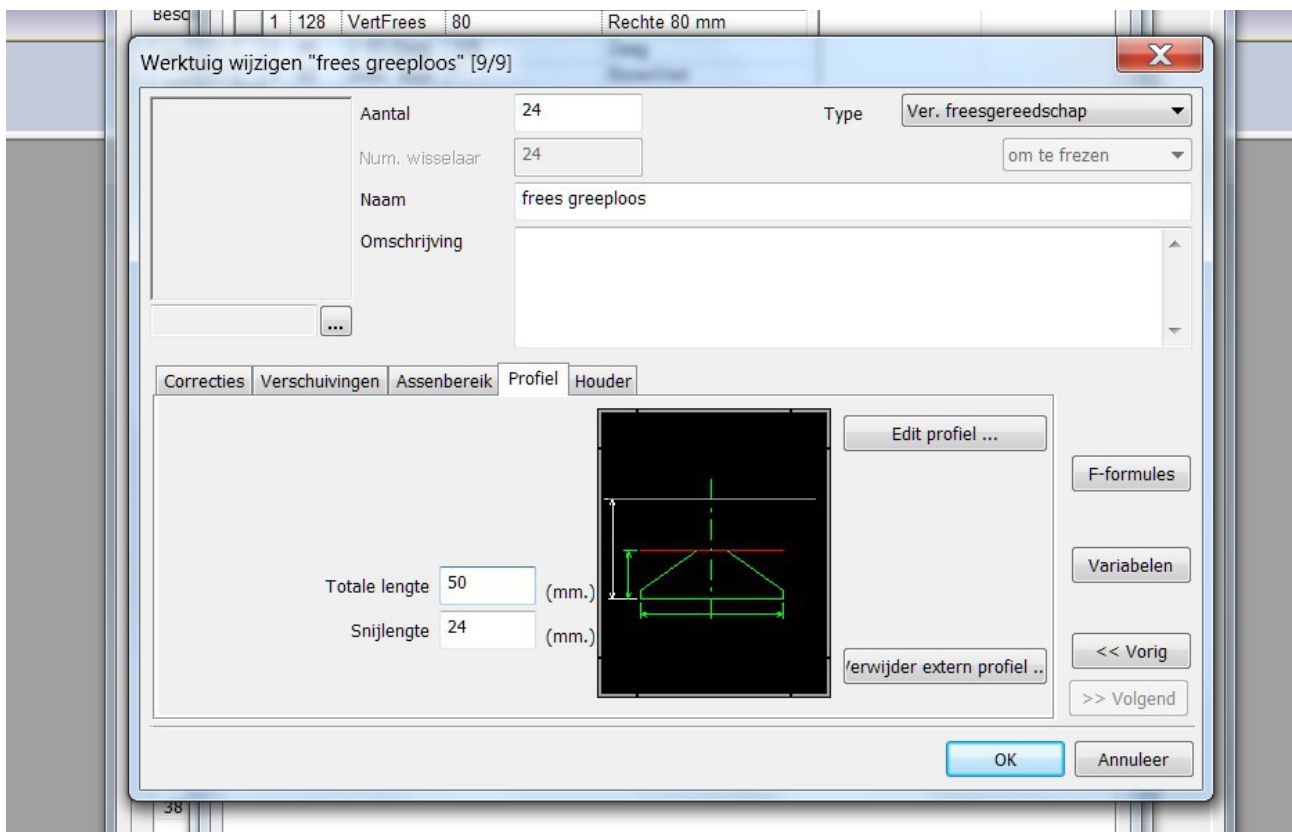 Besc
1 128 VertFrees 80 Rechte 80 mm
Werktuig wijzigen "frees greeploos" [9/9]
Aantal 24 Type Ver. freesgereedschap
Num. wisselaar 24 om te frezen
Naam frees greeploos
Omschrijving
...
Correcties Verschuivingen Assenbereik Profiel Houder
Edit profiel ...
F-formules
Variabelen
Totale lengte 50 (mm.)
Snijlengte 24 (mm.)
<< Vorig
/erwijder extern profiel ..
>> Volgend
OK Annuleer
38